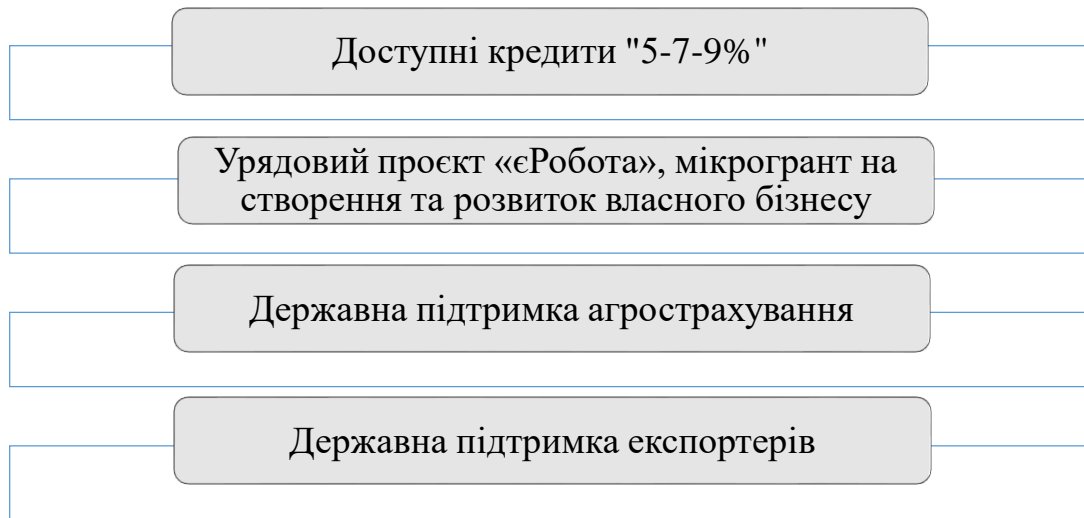 Доступні кредити "5-7-9%"
Урядовий проєкт «єРобота», мікрогрант на
створення та розвиток власного бізнесу
Державна підтримка агрострахування
Державна підтримка експортерів